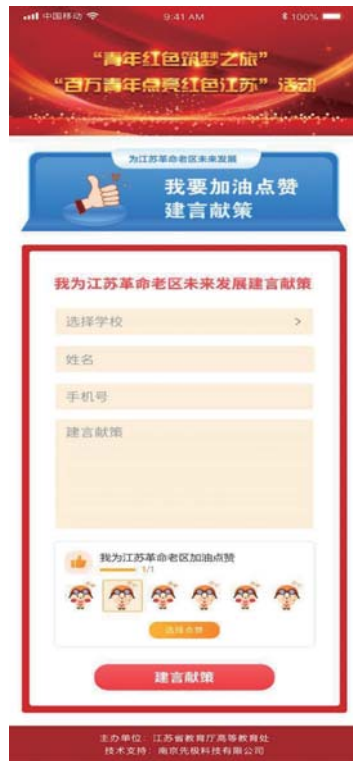 中国移动 9:41 AM 100%
“青年红色筑梦之旅”
“百万青年点亮红色江苏”活动
为江苏革命老区未来发展
我要加油点赞
建言献策
我为江苏革命老区未来发展建言献策
选择学校 >
姓名
手机号
建言献策
我为江苏革命老区加油点赞
1/1
选择点赞
建言献策
主办单位：江苏省教育厅高等教育处
技术支持：南京先极科技有限公司